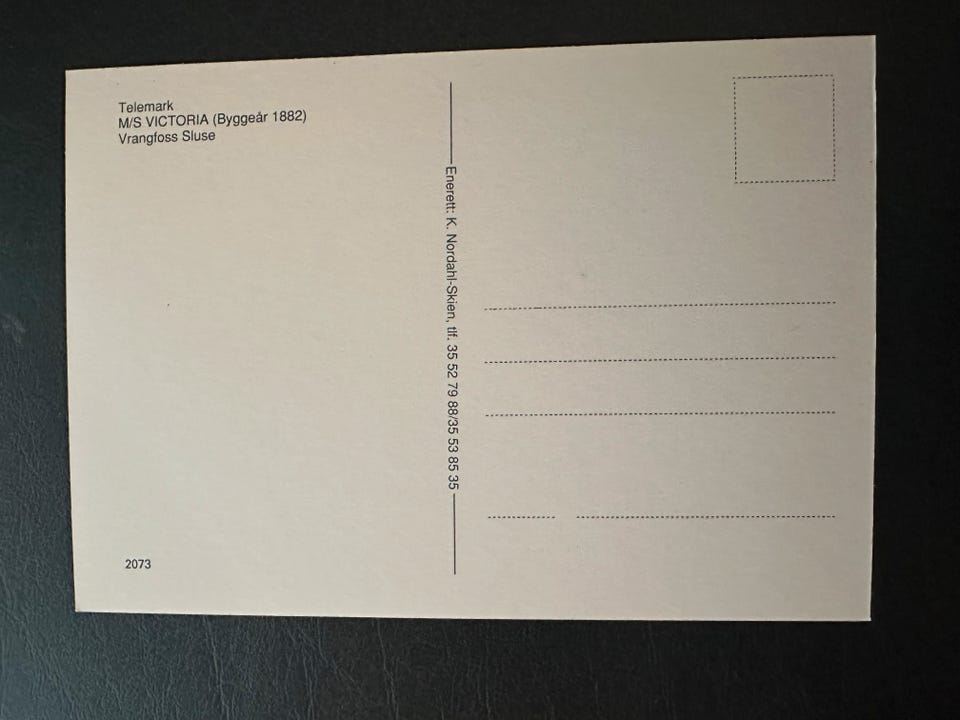 Telemark
M/S VICTORIA (Byggeår 1882)
Vrangfoss Sluse
Enerett: K. Nordahl-Skien, tlf. 35 52 79 88/35 53 85 35
2073